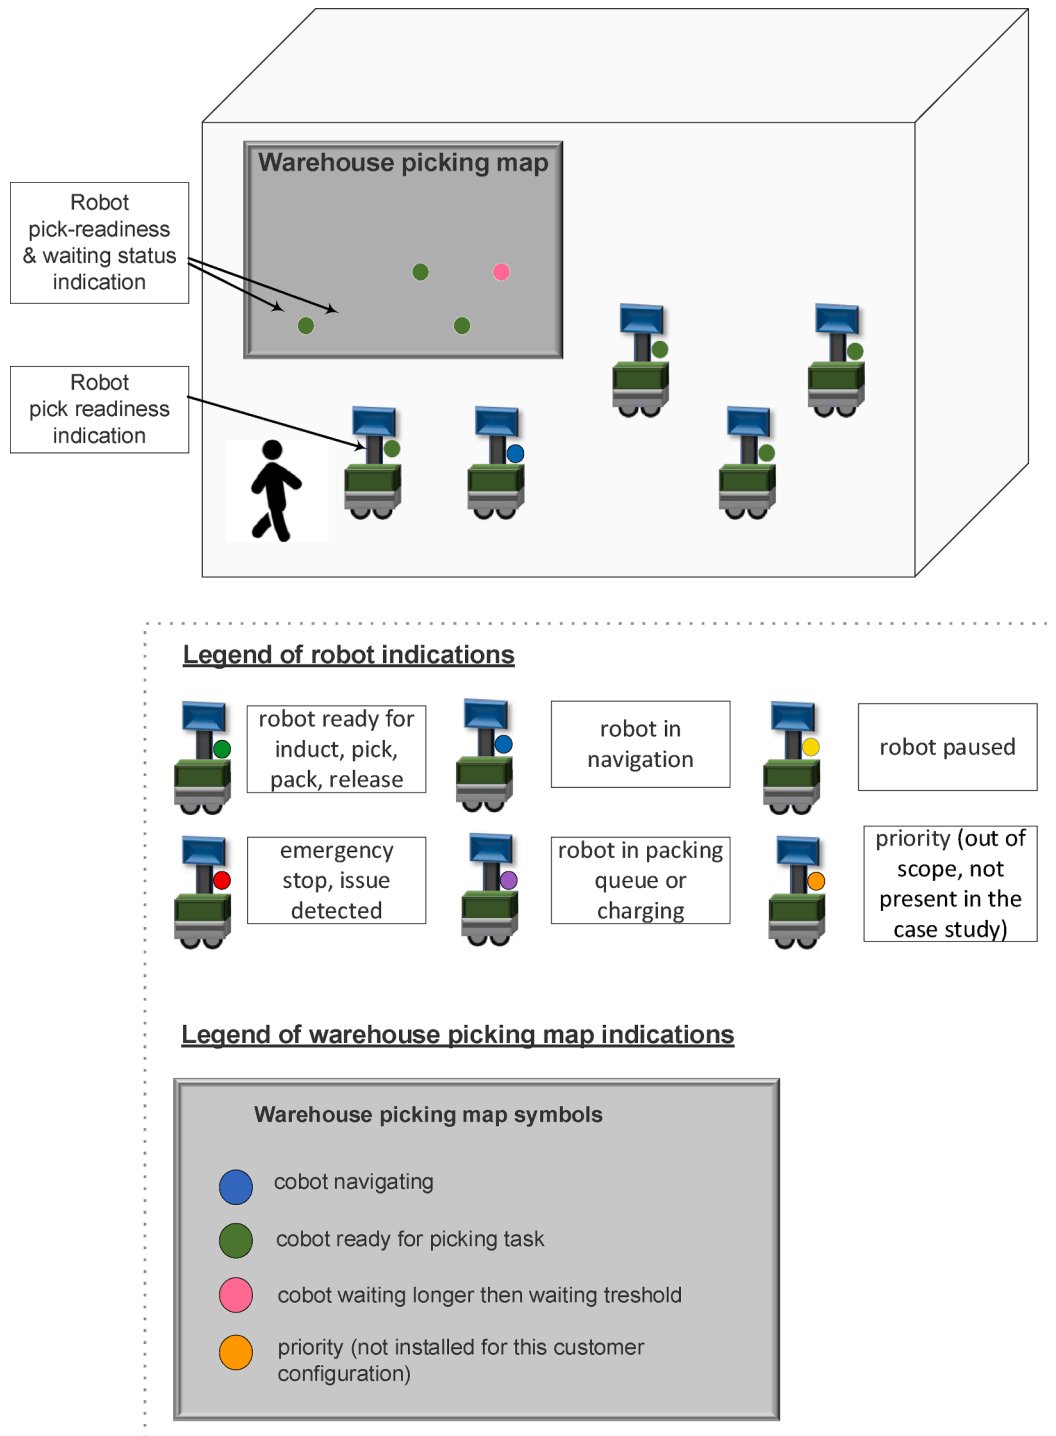 Warehouse picking map
Robot
pick-readiness
& waiting status
indication
Robot
pick readiness
indication
Legend of robot indications
robot ready for
induct, pick,
pack, release
robot in
navigation
robot paused
emergency
stop, issue
detected
robot in packing
queue or
charging
priority (out of
scope, not
present in the
case study)
Legend of warehouse picking map indications
Warehouse picking map symbols
cobot navigating
cobot ready for picking task
cobot waiting longer then waiting treshold
priority (not installed for this customer
configuration)